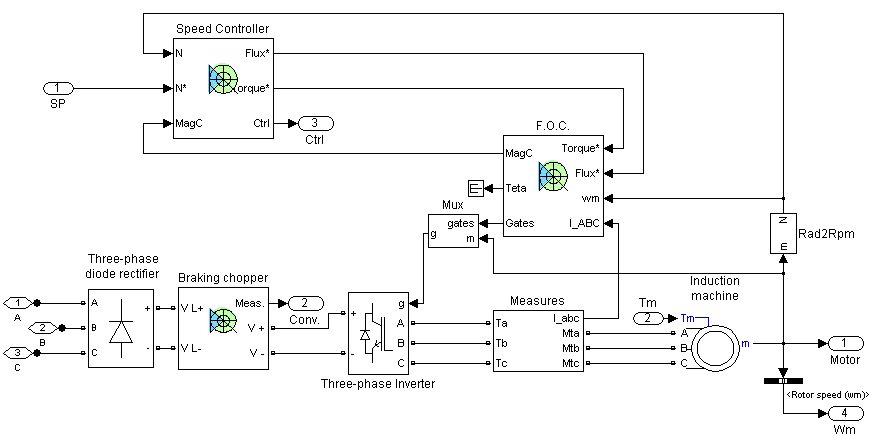 Speed Controller
N
Flux*
1
SP
N*
Torque*
MagC
Ctrl
3
Ctrl
F.O.C.
MagC
Torque*
Flux*
Teta
wm
Gates
I_ABC
Mux
gates
g
m
N
m
Rad2Rpm
Three-phase
diode rectifier
1
A
2
B
3
C
A
B
C
+
-
Braking chopper
V L+
V L-
Meas.
V +
V -
2
Conv.
+
-
g
A
B
C
Three-phase Inverter
Measures
Ta
Tb
Tc
I_abc
Mta
Mtb
Mtc
Tm
2
Induction
machine
Tm
A
B
C
m
1
Motor
<Rotor speed (wm)>
4
Wm